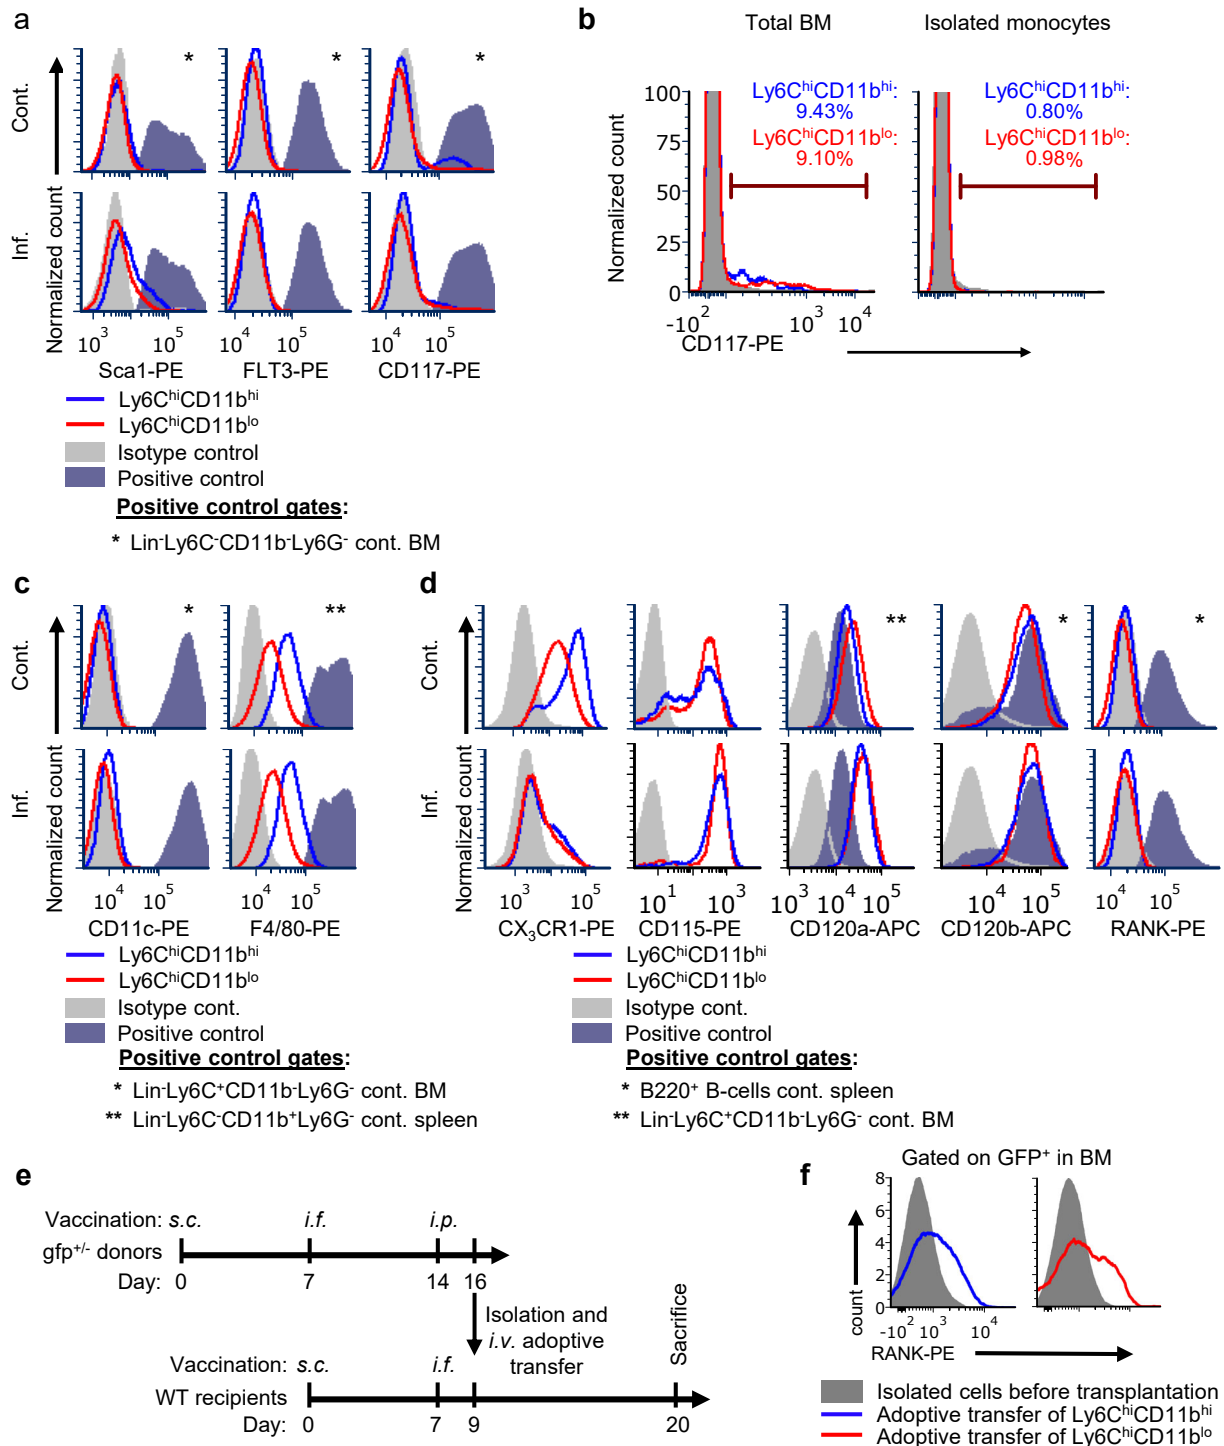 a
Cont.
*
*
*
Inf.
Normalized count
10³ 10⁵
10⁴ 10⁵
10⁴ 10⁵
Sca1-PE
FLT3-PE
CD117-PE
Ly6ChiCD11bhi
Ly6ChiCD11blo
Isotype control
Positive control
Positive control gates:
* Lin-Ly6C-CD11b-Ly6G- cont. BM
b
Total BM
Isolated monocytes
Normalized count
100
75
50
25
0
Ly6ChiCD11bhi:
9.43%
Ly6ChiCD11blo:
9.10%
Ly6ChiCD11bhi:
0.80%
Ly6ChiCD11blo:
0.98%
-10² 10³ 10⁴
CD117-PE
c
Cont.
*
**
Inf.
Normalized count
10⁴ 10⁵
10⁴ 10⁵
CD11c-PE
F4/80-PE
Ly6ChiCD11bhi
Ly6ChiCD11blo
Isotype cont.
Positive control
Positive control gates:
* Lin-Ly6C+CD11b-Ly6G- cont. BM
** Lin-Ly6C-CD11b+Ly6G- cont. spleen
d
Cont.
**
*
*
Inf.
Normalized count
10³ 10⁵
10¹ 10³
10³ 10⁴ 10⁵
10⁴ 10⁵
10⁴ 10⁵
CX₃CR1-PE
CD115-PE
CD120a-APC
CD120b-APC
RANK-PE
Ly6ChiCD11bhi
Ly6ChiCD11blo
Isotype cont.
Positive control
Positive control gates:
* B220+ B-cells cont. spleen
** Lin-Ly6C+CD11b-Ly6G- cont. BM
e
Vaccination: s.c. i.f. i.p.
gfp+/- donors
Day: 0 7 14 16
Isolation and
i.v. adoptive
transfer
Sacrifice
Vaccination: s.c. i.f.
WT recipients
Day: 0 7 9 20
f
Gated on GFP+ in BM
count
8
6
4
2
0
-10² 10³ 10⁴
RANK-PE
Isolated cells before transplantation
Adoptive transfer of Ly6ChiCD11bhi
Adoptive transfer of Ly6ChiCD11blo